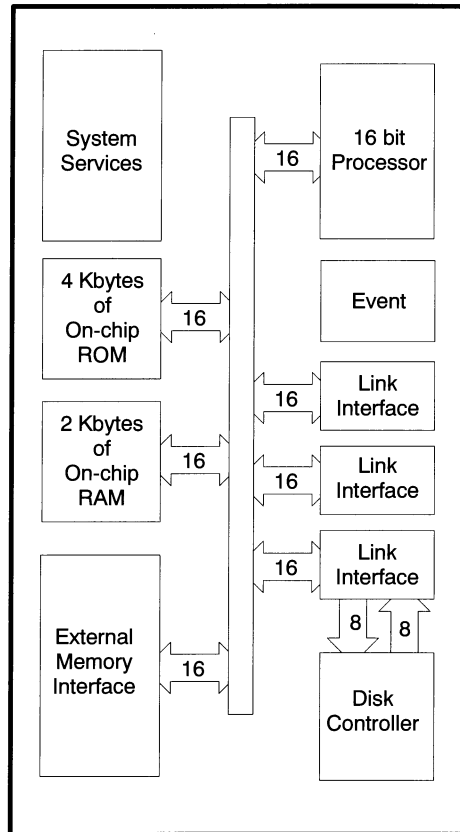 System
Services
16
16 bit
Processor
4 Kbytes
of
On-chip
ROM
16
Event
2 Kbytes
of
On-chip
RAM
16
16
Link
Interface
16
Link
Interface
16
Link
Interface
External
Memory
Interface
16
8
8
Disk
Controller